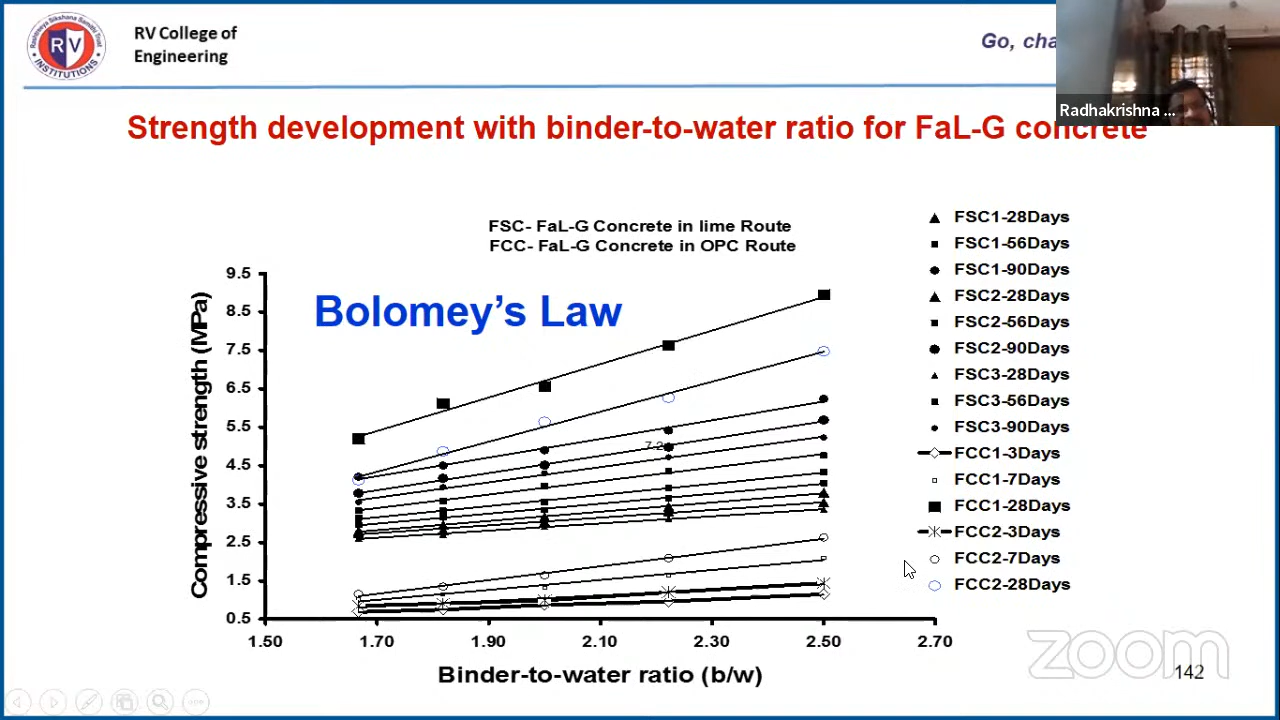 RV College of
Engineering
Go, cha
RV
INSTITUTIONS
Radhakrishna ...
Strength development with binder-to-water ratio for FaL-G concrete
FSC- FaL-G Concrete in lime Route
FCC- FaL-G Concrete in OPC Route
Bolomey's Law
Compressive strength (MPa)
9.5
8.5
7.5
6.5
5.5
4.5
3.5
2.5
1.5
0.5
1.50 1.70 1.90 2.10 2.30 2.50 2.70
Binder-to-water ratio (b/w)
FSC1-28Days
FSC1-56Days
FSC1-90Days
FSC2-28Days
FSC2-56Days
FSC2-90Days
FSC3-28Days
FSC3-56Days
FSC3-90Days
FCC1-3Days
FCC1-7Days
FCC1-28Days
FCC2-3Days
FCC2-7Days
FCC2-28Days
zoom
142